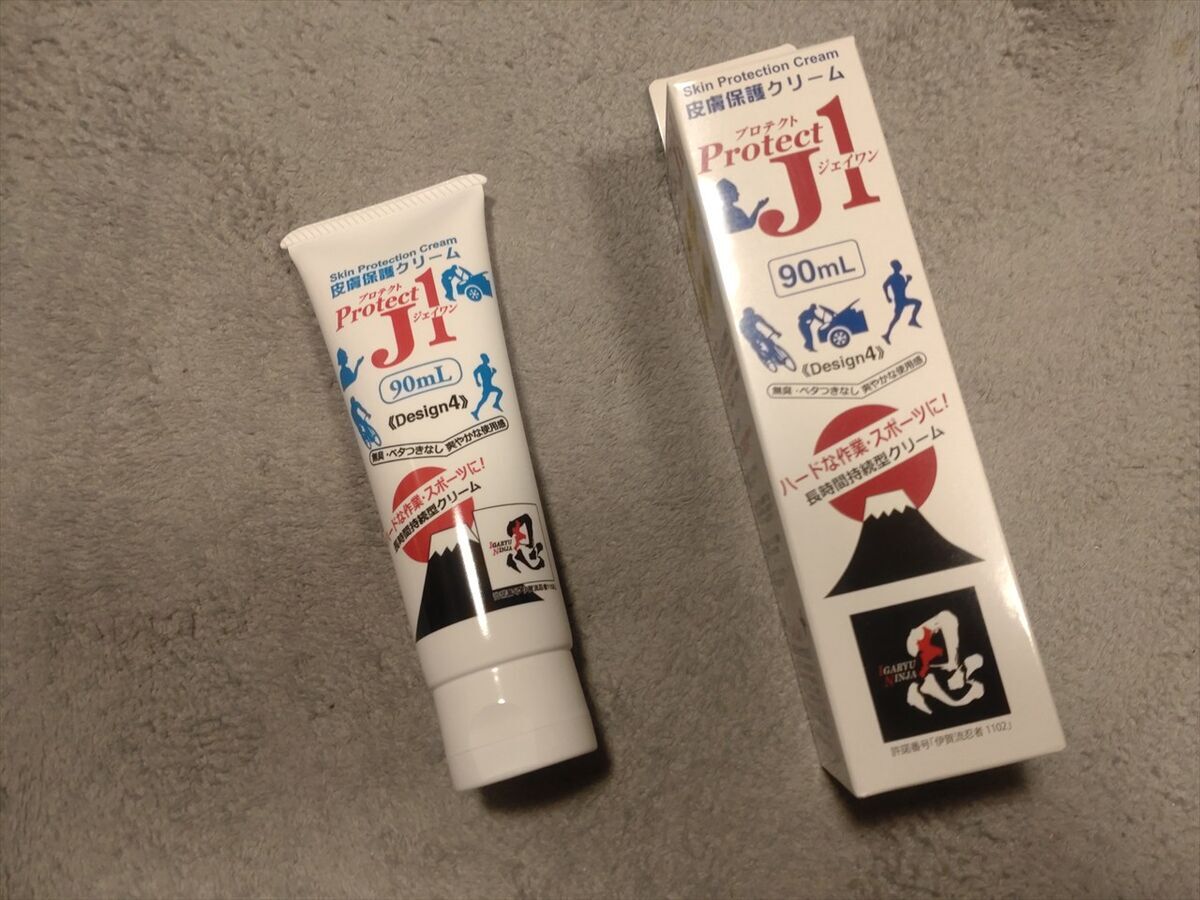 Skin Protection Cream
皮膚保護クリーム
プロテクト
Protect
J1
ジェイワン
90mL
《Design4》
無臭・ベタつきなし 爽やかな使用感
ハードな作業・スポーツに!
長時間持続型クリーム
IGARYU
NINJA
忍
Skin Protection Cream
皮膚保護クリーム
プロテクト
Protect
J1
ジェイワン
90mL
《Design4》
無臭・ベタつきなし 爽やかな使用感
ハードな作業・スポーツに!
長時間持続型クリーム
IGARYU
NINJA
忍
許諾番号「伊賀流忍者 1102」